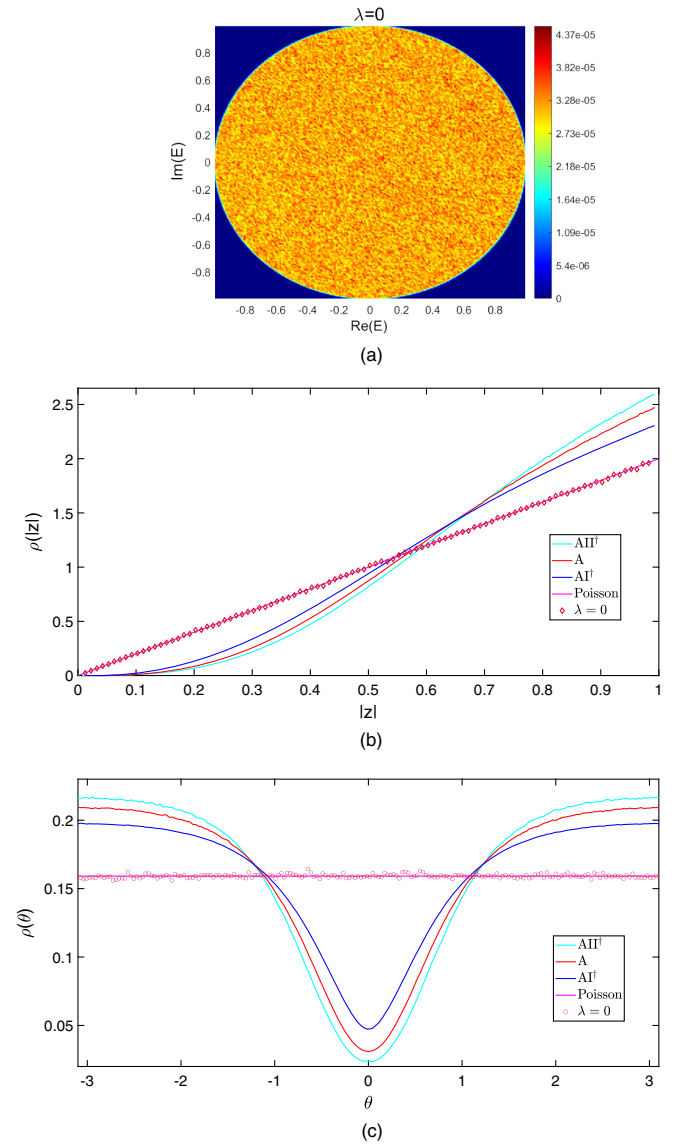 λ=0
4.37e-05
3.82e-05
3.28e-05
2.73e-05
2.18e-05
1.64e-05
1.09e-05
5.4e-06
0
Im(E)
0.8
0.6
0.4
0.2
0
-0.2
-0.4
-0.6
-0.8
-0.8 -0.6 -0.4 -0.2 0 0.2 0.4 0.6 0.8
Re(E)
(a)
ρ(|z|)
2.5
2
1.5
1
0.5
0
AII†
A
AI†
Poisson
λ = 0
0 0.1 0.2 0.3 0.4 0.5 0.6 0.7 0.8 0.9 1
|z|
(b)
ρ(θ)
0.2
0.15
0.1
0.05
AII†
A
AI†
Poisson
λ = 0
-3 -2 -1 0 1 2 3
θ
(c)